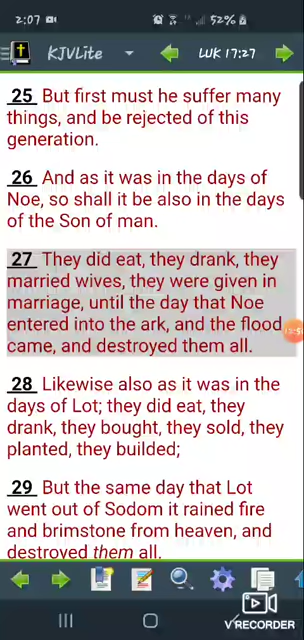 2:07 52%
KJVLite LUK 17:27
25 But first must he suffer many
things, and be rejected of this
generation.
26 And as it was in the days of
Noe, so shall it be also in the days
of the Son of man.
27 They did eat, they drank, they
married wives, they were given in
marriage, until the day that Noe
entered into the ark, and the flood
came, and destroyed them all.
28 Likewise also as it was in the
days of Lot; they did eat, they
drank, they bought, they sold, they
planted, they builded;
29 But the same day that Lot
went out of Sodom it rained fire
and brimstone from heaven, and
destroyed them all.
V RECORDER